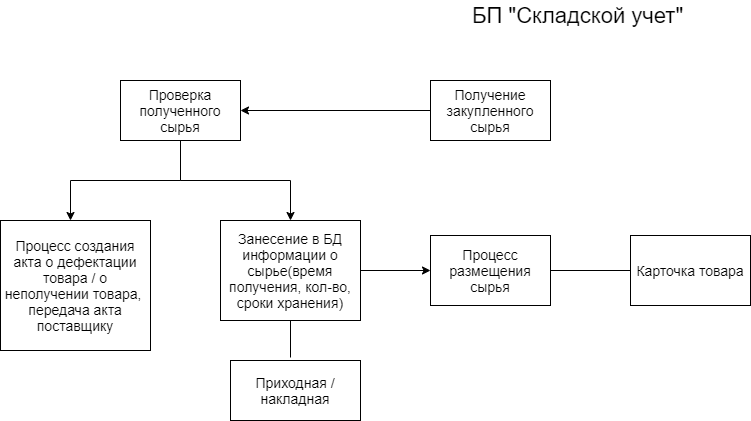 БП "Складской учет"
Проверка
полученного
сырья
Получение
закупленного
сырья
Процесс создания
акта о дефектации
товара / о
неполучении товара,
передача акта
поставщику
Занесение в БД
информации о
сырье(время
получения, кол-во,
сроки хранения)
Процесс
размещения
сырья
Карточка товара
Приходная /
накладная